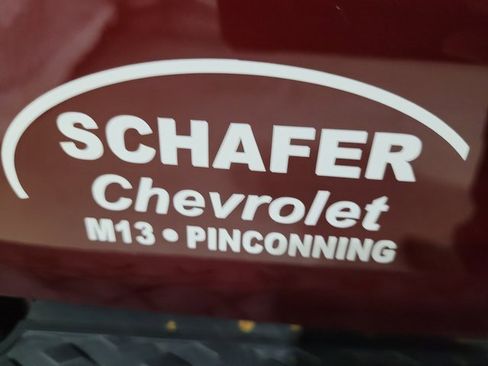 SCHAFER
Chevrolet
M13 • PINCONNING